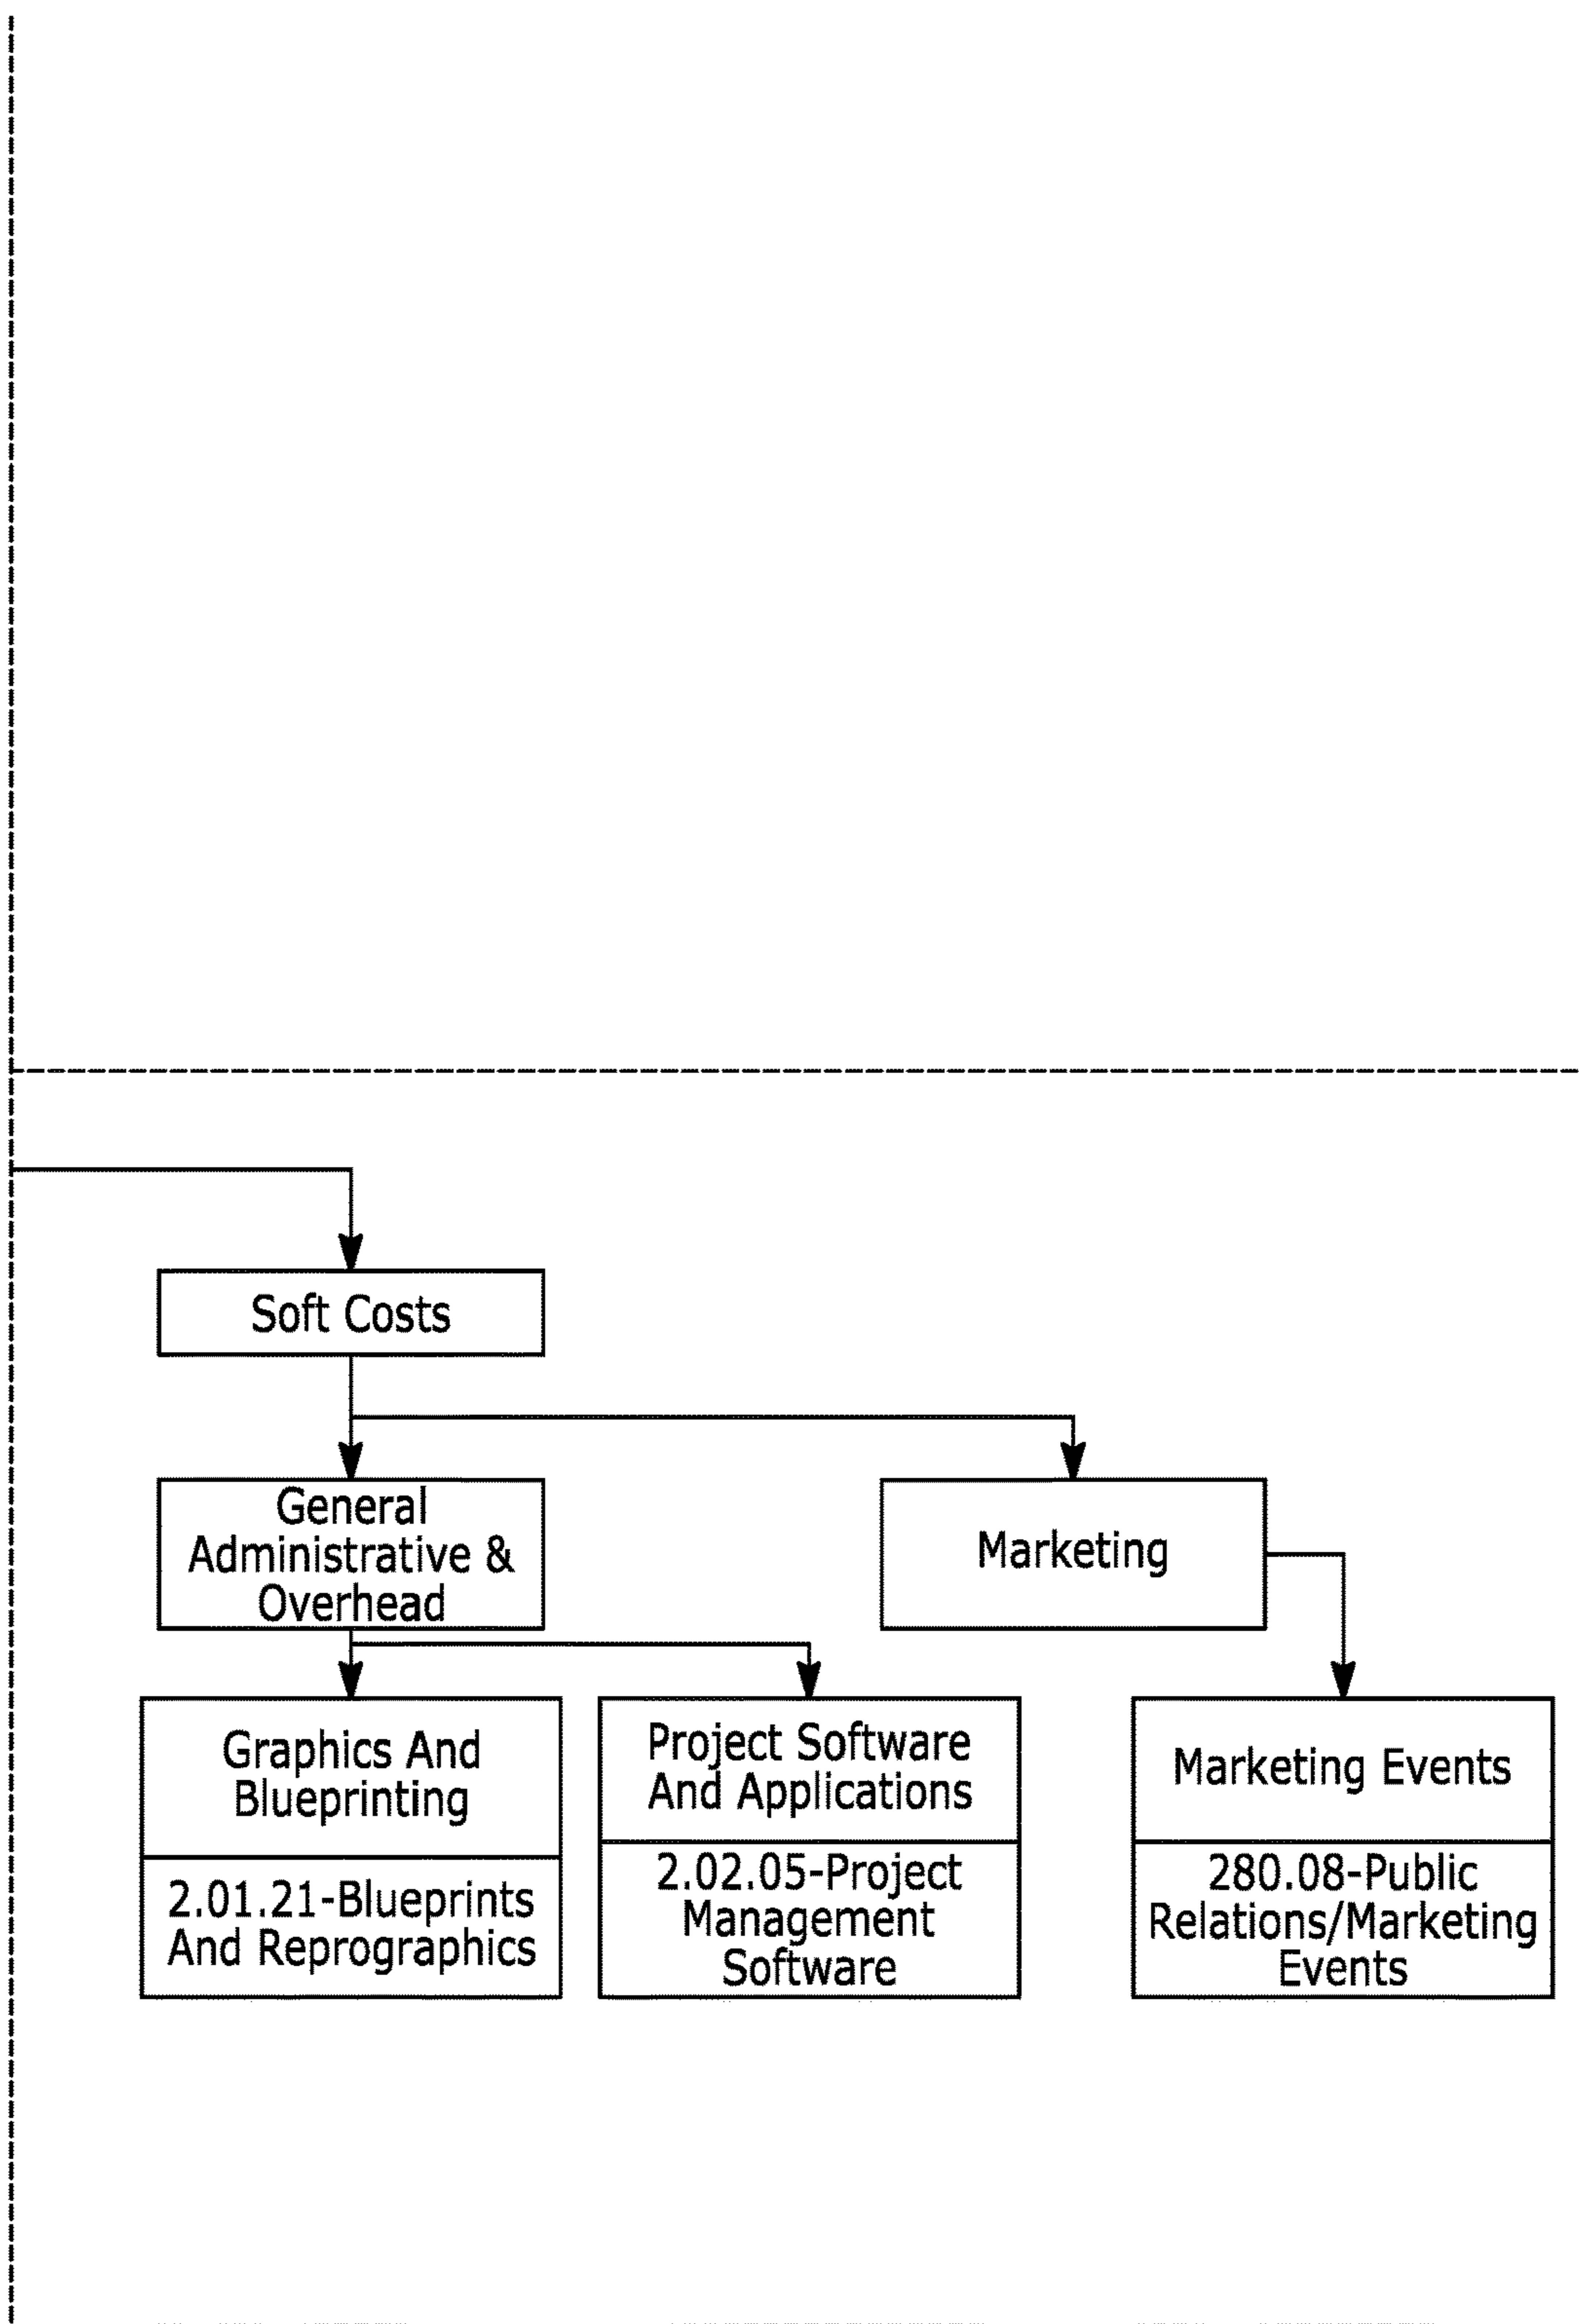 Soft Costs
General
Administrative &
Overhead
Marketing
Graphics And
Blueprinting
2.01.21-Blueprints
And Reprographics
Project Software
And Applications
2.02.05-Project
Management
Software
Marketing Events
280.08-Public
Relations/Marketing
Events